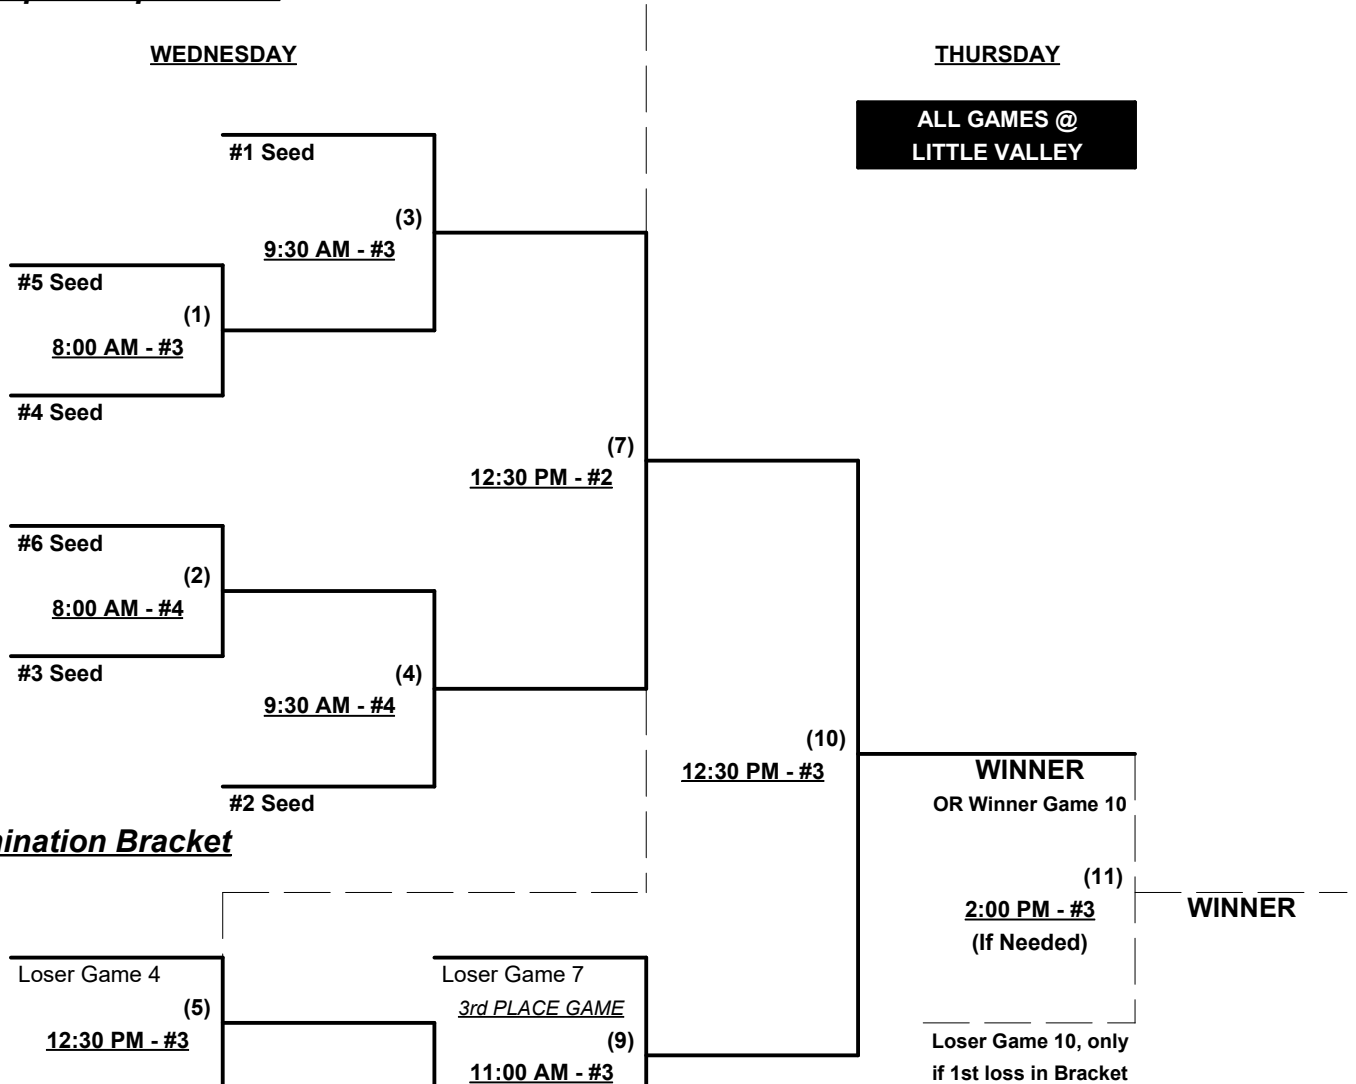 WEDNESDAY
THURSDAY
ALL GAMES @
LITTLE VALLEY
#1 Seed
(3)
9:30 AM - #3
#5 Seed
(1)
8:00 AM - #3
#4 Seed
(7)
12:30 PM - #2
#6 Seed
(2)
8:00 AM - #4
#3 Seed
(4)
9:30 AM - #4
#2 Seed
(10)
12:30 PM - #3
WINNER
OR Winner Game 10
Bracket
(11)
2:00 PM - #3
(If Needed)
WINNER
Loser Game 4
(5)
12:30 PM - #3
Loser Game 7
3rd PLACE GAME
(9)
11:00 AM - #3
Loser Game 10, only
if 1st loss in Bracket